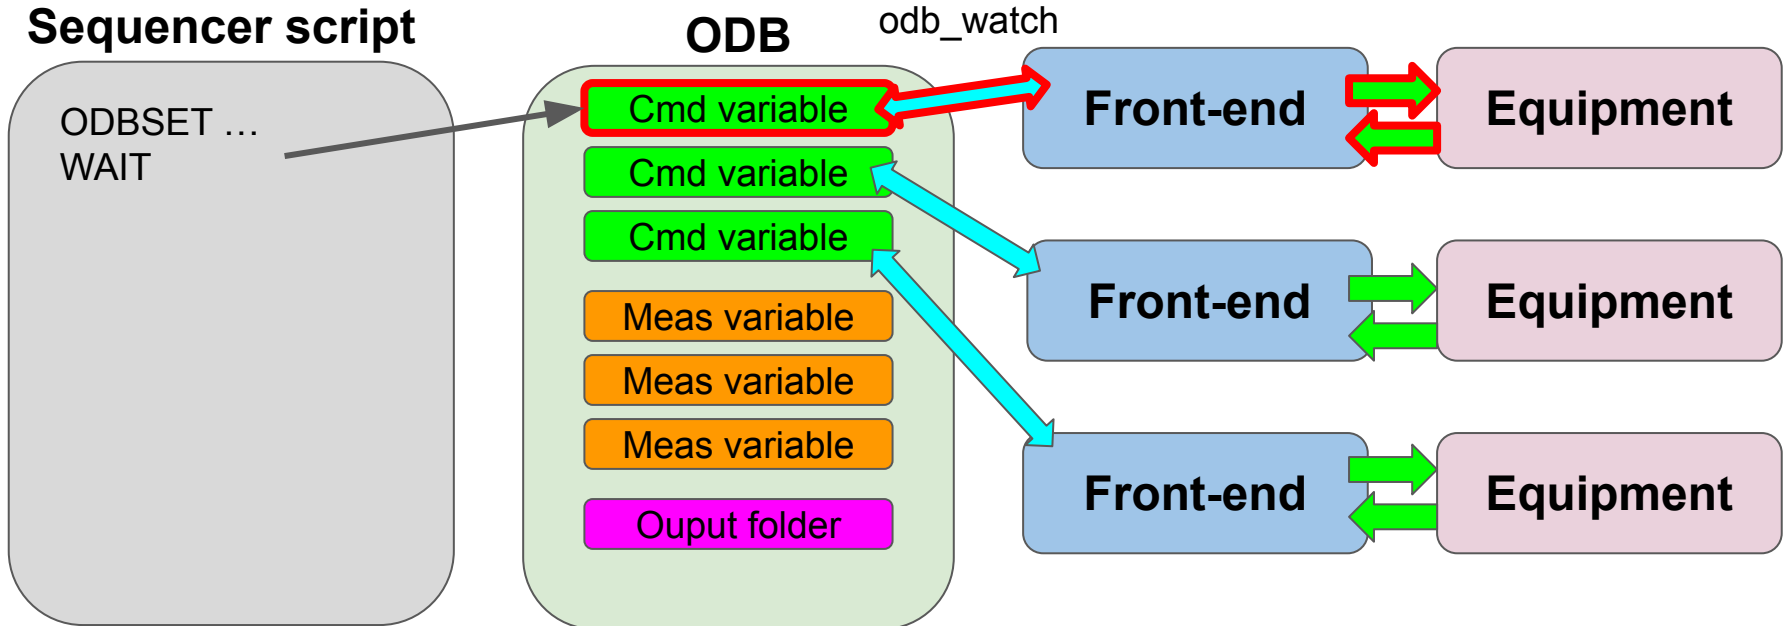 Sequencer script
ODB
odb_watch
ODBSET …
WAIT
Cmd variable
Cmd variable
Cmd variable
Meas variable
Meas variable
Meas variable
Ouput folder
Front-end
Equipment
Front-end
Equipment
Front-end
Equipment